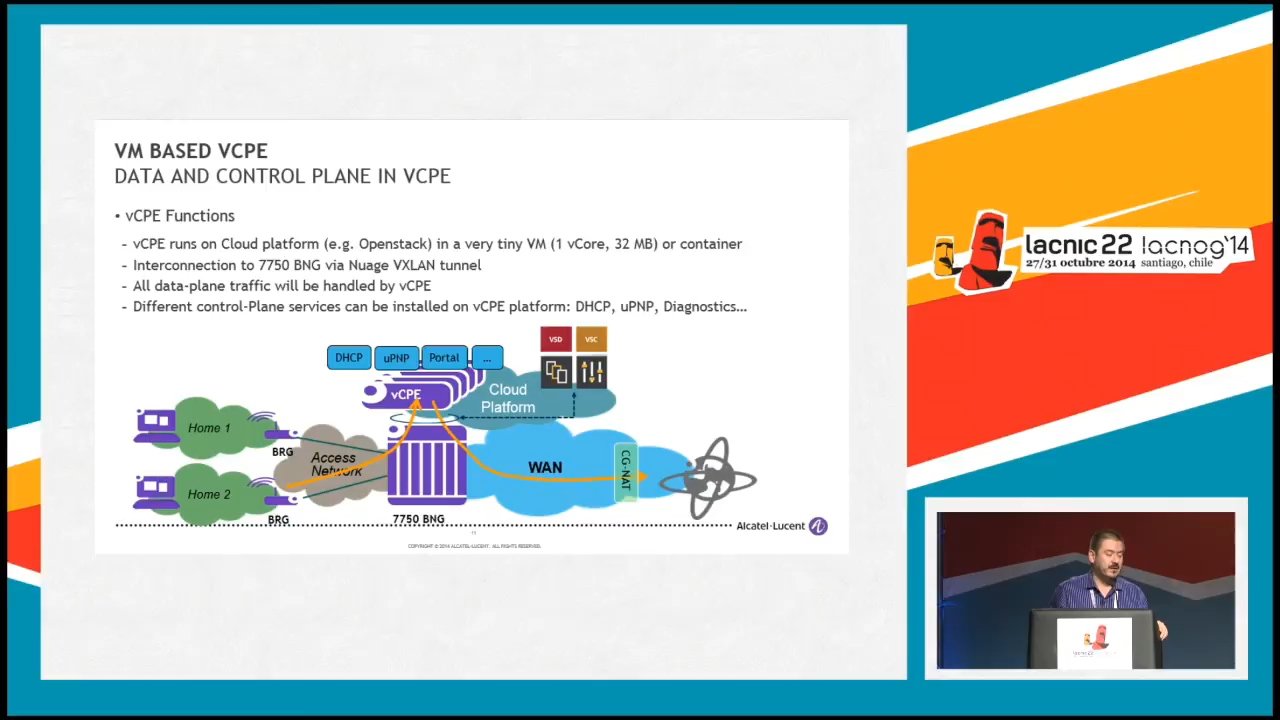 VM BASED VCPE
DATA AND CONTROL PLANE IN VCPE
• vCPE Functions
– vCPE runs on Cloud platform (e.g. Openstack) in a very tiny VM (1 vCore, 32 MB) or container
– Interconnection to 7750 BNG via Nuage VXLAN tunnel
– All data-plane traffic will be handled by vCPE
– Different control-Plane services can be installed on vCPE platform: DHCP, uPNP, Diagnostics...
VSD
VSC
DHCP
uPNP
Portal
...
vCPE
Cloud
Platform
Home 1
BRG
Access
Network
WAN
CG-NAT
Home 2
BRG
7750 BNG
Alcatel·Lucent
COPYRIGHT © 2014 ALCATEL-LUCENT. ALL RIGHTS RESERVED.
lacnic 22 lacnog'14
27/31 octubre 2014 santiago, chile
lacnic 22